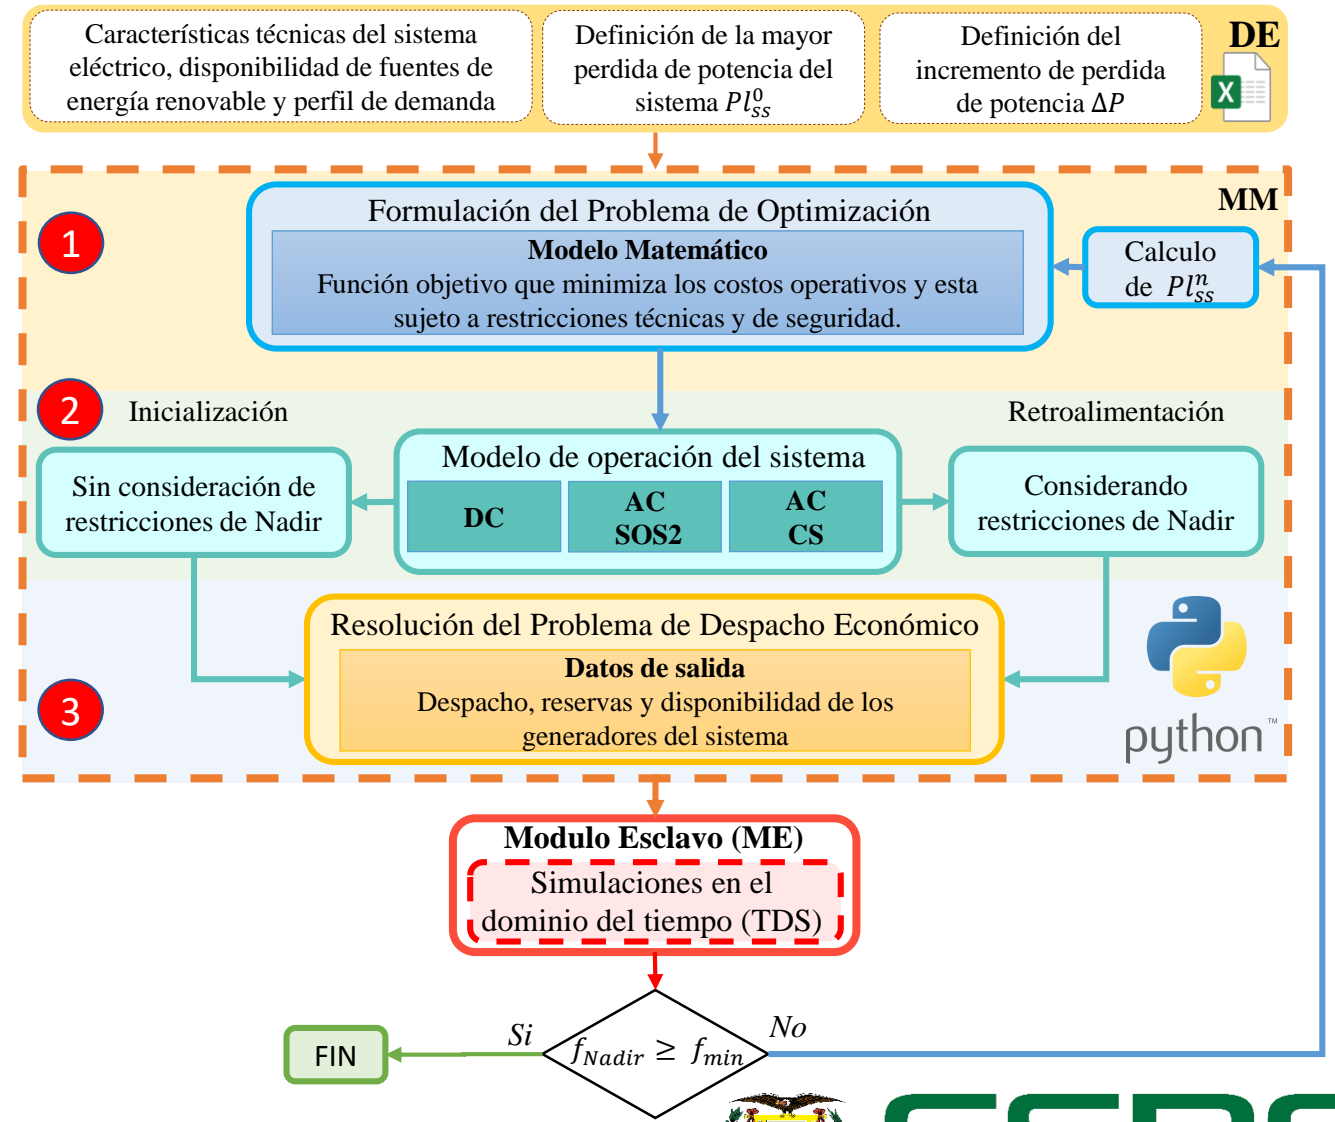 Características técnicas del sistema
eléctrico, disponibilidad de fuentes de
energía renovable y perfil de demanda
Definición de la mayor
perdida de potencia del
sistema Pl⁰ₛₛ
Definición del
incremento de perdida
de potencia ΔP
DE
X
MM
1
Formulación del Problema de Optimización
Modelo Matemático
Función objetivo que minimiza los costos operativos y esta
sujeto a restricciones técnicas y de seguridad.
Calculo
de Plⁿₛₛ
2
Inicialización
Retroalimentación
Sin consideración de
restricciones de Nadir
Modelo de operación del sistema
DC
AC
SOS2
AC
CS
Considerando
restricciones de Nadir
3
Resolución del Problema de Despacho Económico
Datos de salida
Despacho, reservas y disponibilidad de los
generadores del sistema
python™
Modulo Esclavo (ME)
Simulaciones en el
dominio del tiempo (TDS)
Si
f_Nadir ≥ f_min
No
FIN